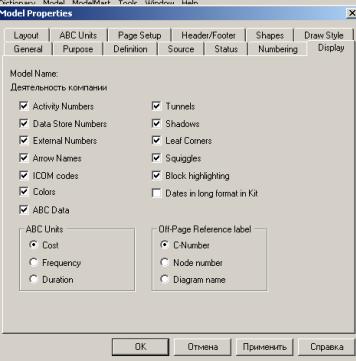 Dictionary Model ModelMart Tools Window Help
Model Properties
Layout ABC Units Page Setup Header/Footer Shapes Draw Style
General Purpose Definition Source Status Numbering Display
Model Name:
Деятельность компании
Activity Numbers Tunnels
Data Store Numbers Shadows
External Numbers Leaf Corners
Arrow Names Squiggles
ICOM codes Block highlighting
Colors Dates in long format in Kit
ABC Data
ABC Units Off-Page Reference label
Cost C-Number
Frequency Node number
Duration Diagram name
OK Отмена Применить Справка